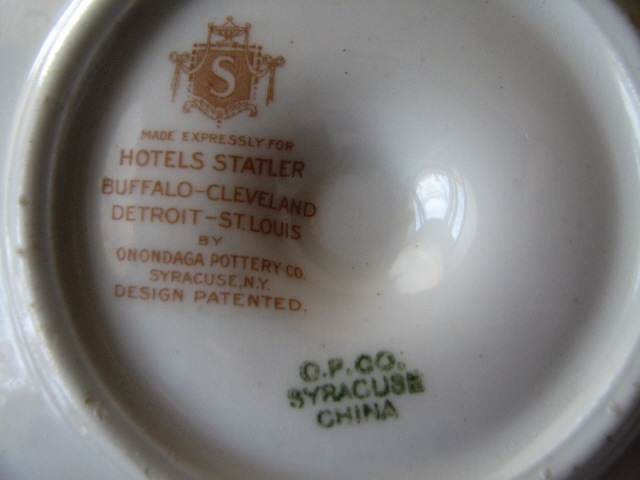 S
MADE EXPRESSLY FOR
HOTELS STATLER
BUFFALO-CLEVELAND
DETROIT-ST.LOUIS
BY
ONONDAGA POTTERY CO.
SYRACUSE, N.Y.
DESIGN PATENTED.
O.P.CO.
SYRACUSE
CHINA